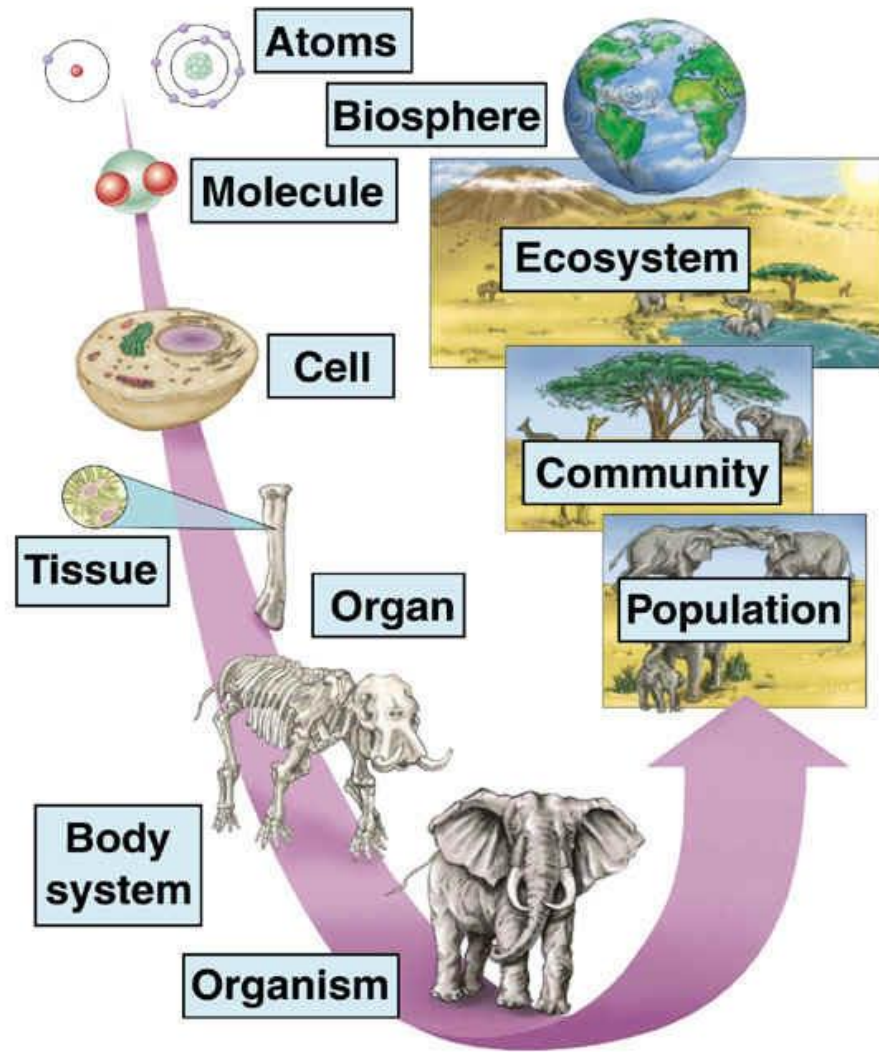 Atoms
Biosphere
Molecule
Ecosystem
Cell
Community
Tissue
Organ
Population
Body
system
Organism